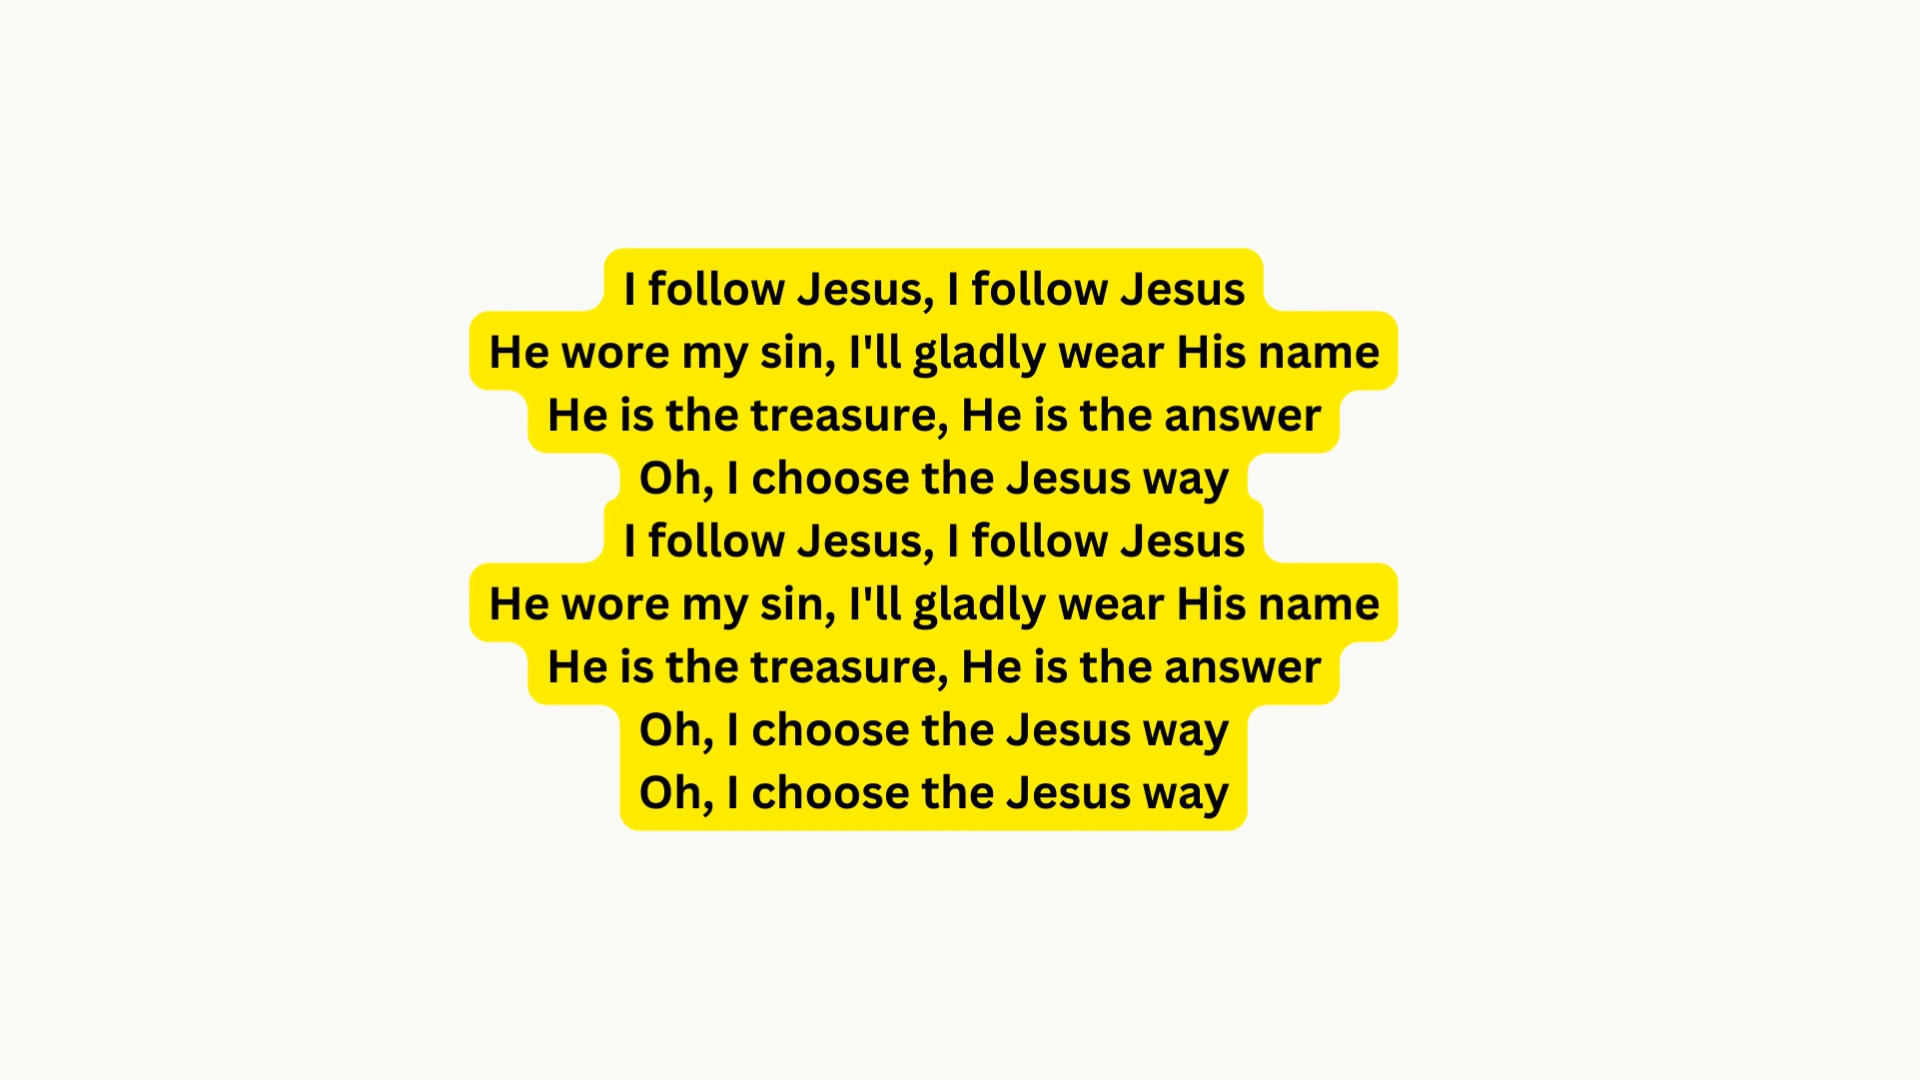 I follow Jesus, I follow Jesus
He wore my sin, I'll gladly wear His name
He is the treasure, He is the answer
Oh, I choose the Jesus way
I follow Jesus, I follow Jesus
He wore my sin, I'll gladly wear His name
He is the treasure, He is the answer
Oh, I choose the Jesus way
Oh, I choose the Jesus way